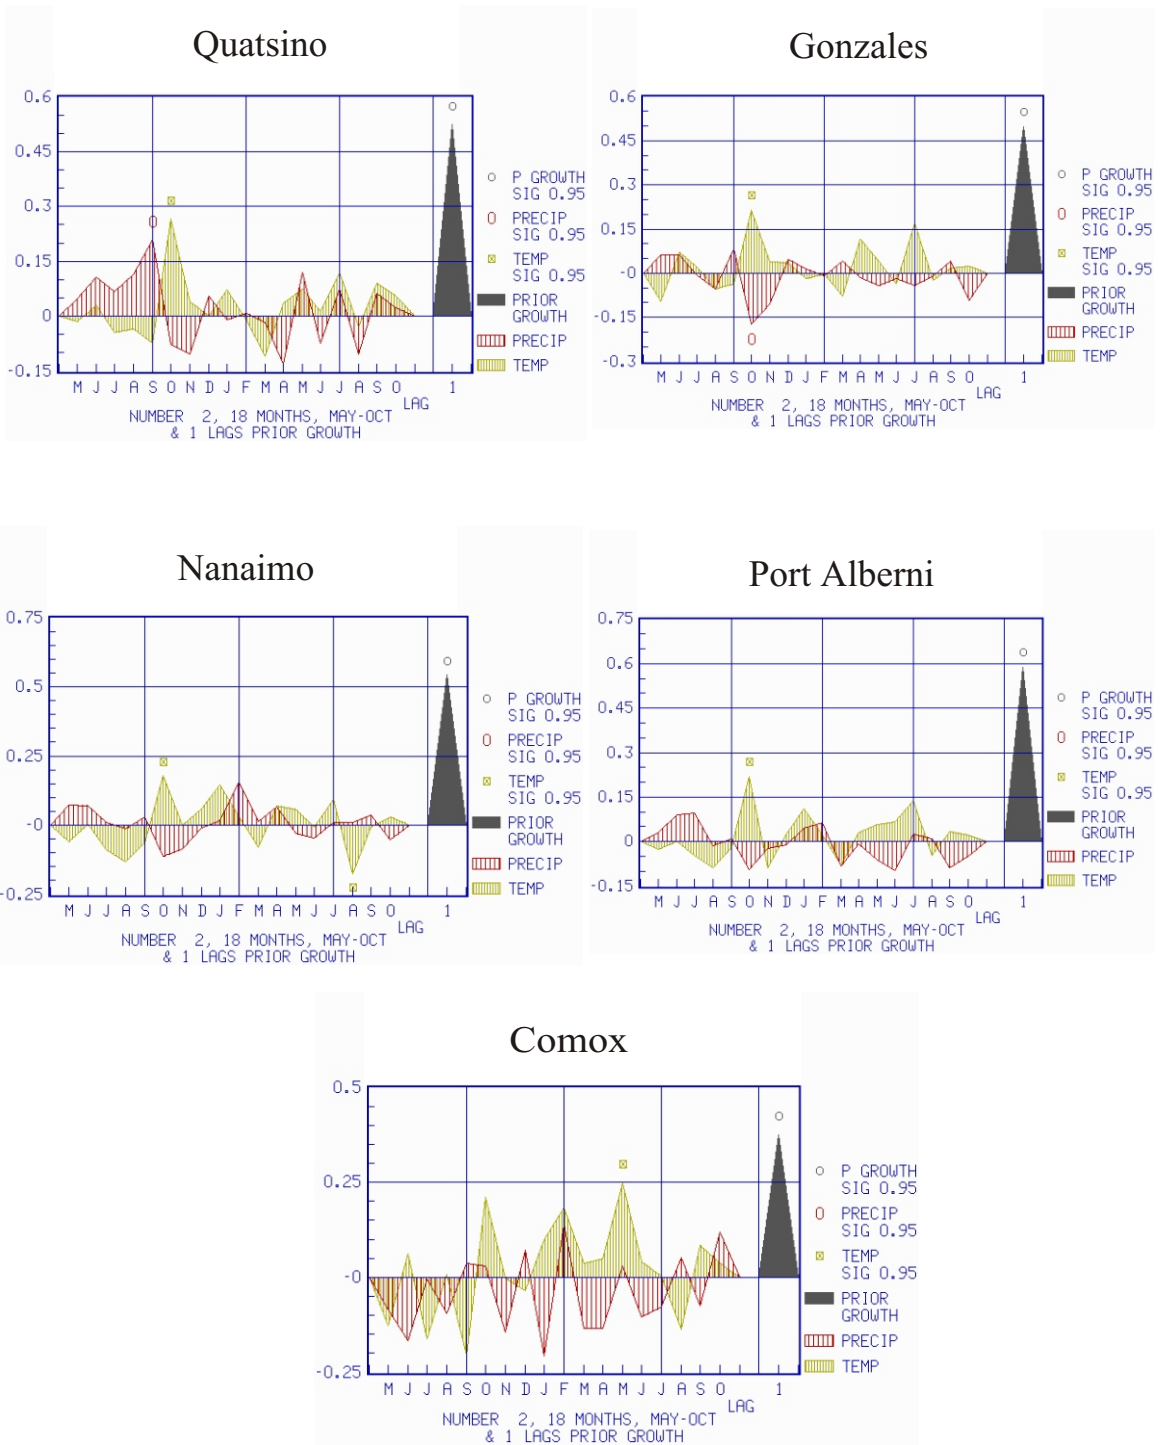 Quatsino
0.6
0.45
0.3
0.15
0
-0.15
M J J A S O N D J F M A M J J A S O
LAG
1
NUMBER 2, 18 MONTHS, MAY-OCT
& 1 LAGS PRIOR GROWTH
P GROWTH
SIG 0.95
PRECIP
SIG 0.95
TEMP
SIG 0.95
PRIOR
GROWTH
PRECIP
TEMP
Gonzales
0.6
0.45
0.3
0.15
-0
-0.15
-0.3
M J J A S O N D J F M A M J J A S O
LAG
1
NUMBER 2, 18 MONTHS, MAY-OCT
& 1 LAGS PRIOR GROWTH
P GROWTH
SIG 0.95
PRECIP
SIG 0.95
TEMP
SIG 0.95
PRIOR
GROWTH
PRECIP
TEMP
Nanaimo
0.75
0.5
0.25
-0
-0.25
M J J A S O N D J F M A M J J A S O
LAG
1
NUMBER 2, 18 MONTHS, MAY-OCT
& 1 LAGS PRIOR GROWTH
P GROWTH
SIG 0.95
PRECIP
SIG 0.95
TEMP
SIG 0.95
PRIOR
GROWTH
PRECIP
TEMP
Port Alberni
0.75
0.6
0.45
0.3
0.15
0
-0.15
M J J A S O N D J F M A M J J A S O
LAG
1
NUMBER 2, 18 MONTHS, MAY-OCT
& 1 LAGS PRIOR GROWTH
P GROWTH
SIG 0.95
PRECIP
SIG 0.95
TEMP
SIG 0.95
PRIOR
GROWTH
PRECIP
TEMP
Comox
0.5
0.25
-0
-0.25
M J J A S O N D J F M A M J J A S O
LAG
1
NUMBER 2, 18 MONTHS, MAY-OCT
& 1 LAGS PRIOR GROWTH
P GROWTH
SIG 0.95
PRECIP
SIG 0.95
TEMP
SIG 0.95
PRIOR
GROWTH
PRECIP
TEMP